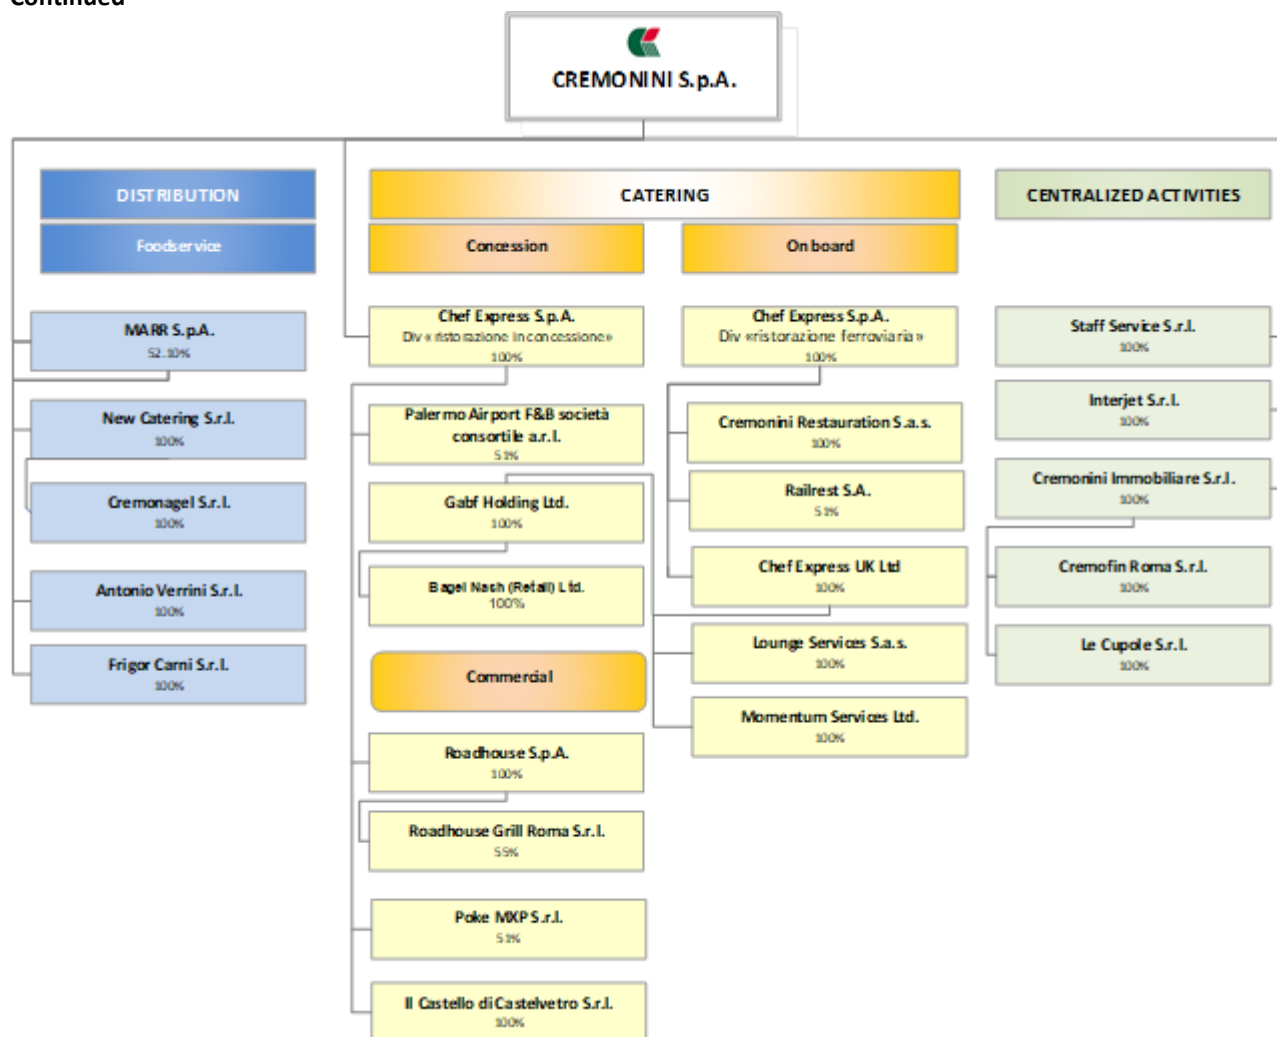 Continued
CREMONINI S.p.A.
DISTRIBUTION
Foodservice
MARR S.p.A.
52.10%
New Catering S.r.l.
100%
Cremonagel S.r.l.
100%
Antonio Verrini S.r.l.
100%
Frigor Carni S.r.l.
100%
CATERING
Concession
Chef Express S.p.A.
Div «ristorazione in concessione»
100%
Palermo Airport F&B società
consortile a.r.l.
51%
Gabf Holding Ltd.
100%
Bagel Nash (Retail) Ltd.
100%
Commercial
Roadhouse S.p.A.
100%
Roadhouse Grill Roma S.r.l.
55%
Poke MXP S.r.l.
51%
Il Castello di Castelvetro S.r.l.
100%
On board
Chef Express S.p.A.
Div «ristorazione ferroviaria»
100%
Cremonini Restauration S.a.s.
100%
Railrest S.A.
51%
Chef Express UK Ltd
100%
Lounge Services S.a.s.
100%
Momentum Services Ltd.
100%
CENTRALIZED ACTIVITIES
Staff Service S.r.l.
100%
Interjet S.r.l.
100%
Cremonini Immobiliare S.r.l.
100%
Cremofin Roma S.r.l.
100%
Le Cupole S.r.l.
100%